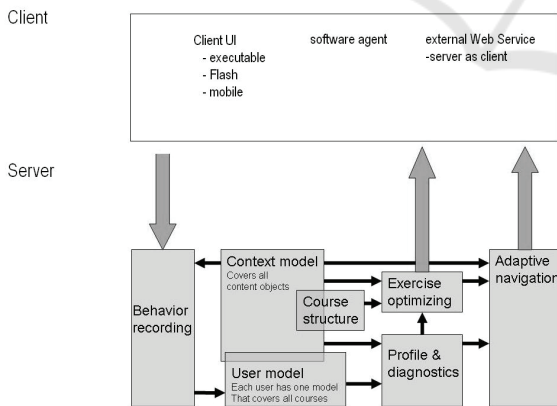 Client
Client UI
- executable
- Flash
- mobile
software agent
external Web Service
-server as client
Server
Behavior
recording
Context model
Covers all
content objects
Course
structure
User model
Each user has one model
That covers all courses
Exercise
optimizing
Profile &
diagnostics
Adaptive
navigation